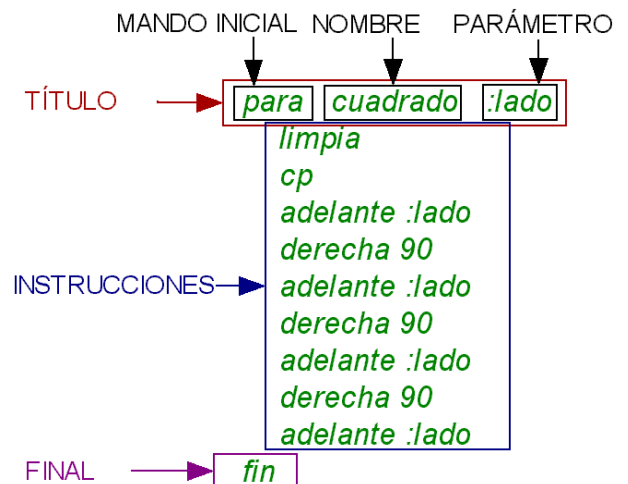 MANDO INICIAL NOMBRE PARÁMETRO
TÍTULO para cuadrado :lado
limpia
cp
adelante :lado
derecha 90
INSTRUCCIONES adelante :lado
derecha 90
adelante :lado
derecha 90
adelante :lado
FINAL fin